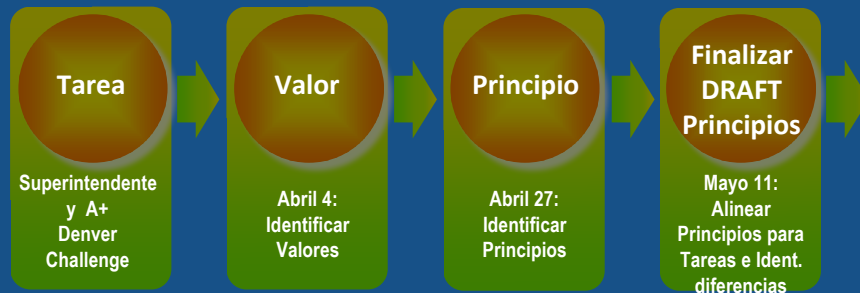 Tarea
Superintendente
y A+
Denver
Challenge
Valor
Abril 4:
Identificar
Valores
Principio
Abril 27:
Identificar
Principios
Finalizar
DRAFT
Principios
Mayo 11:
Alinear
Principios para
Tareas e Ident.
diferencias